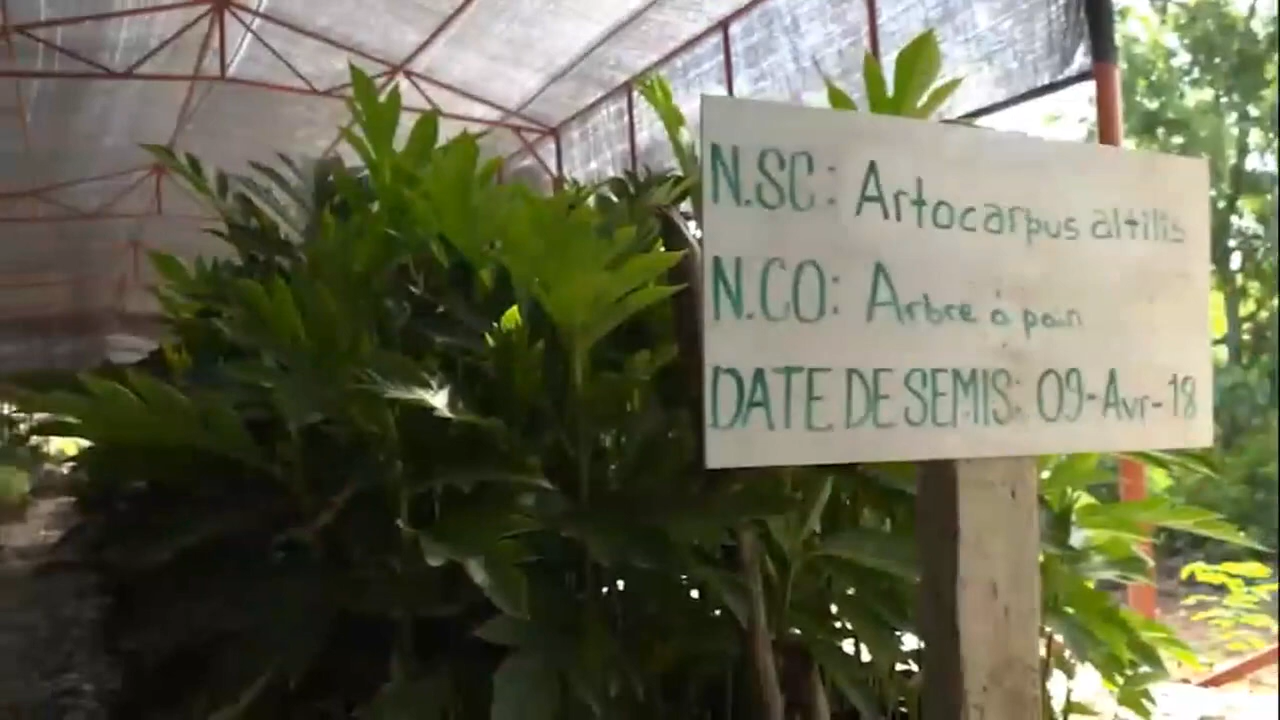 N.SC: Artocarpus altilis
N.CO: Arbre à pain
DATE DE SEMIS: 09-Avr-18